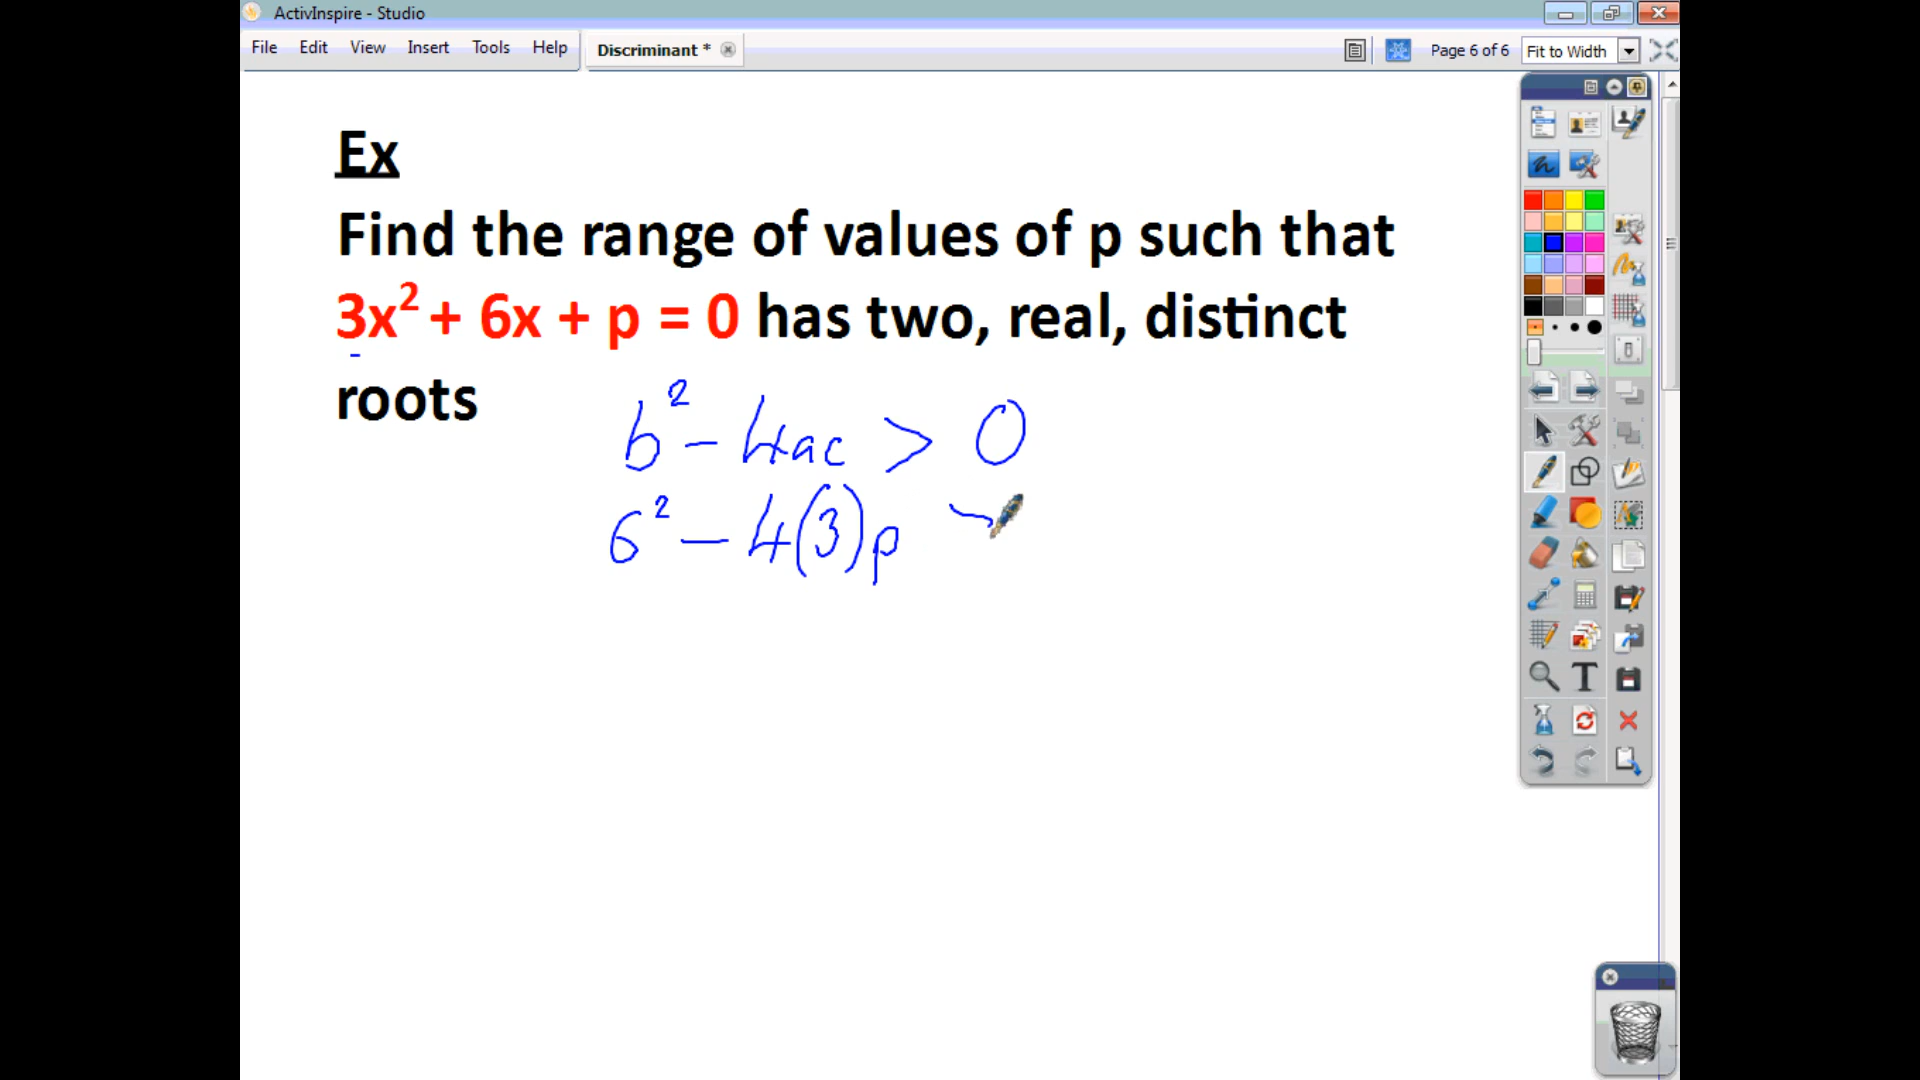 ActivInspire - Studio
File Edit View Insert Tools Help Discriminant * Page 6 of 6 Fit to Width
Ex
Find the range of values of p such that
3x² + 6x + p = 0 has two, real, distinct
roots
b² - 4ac > 0
6² - 4(3)p